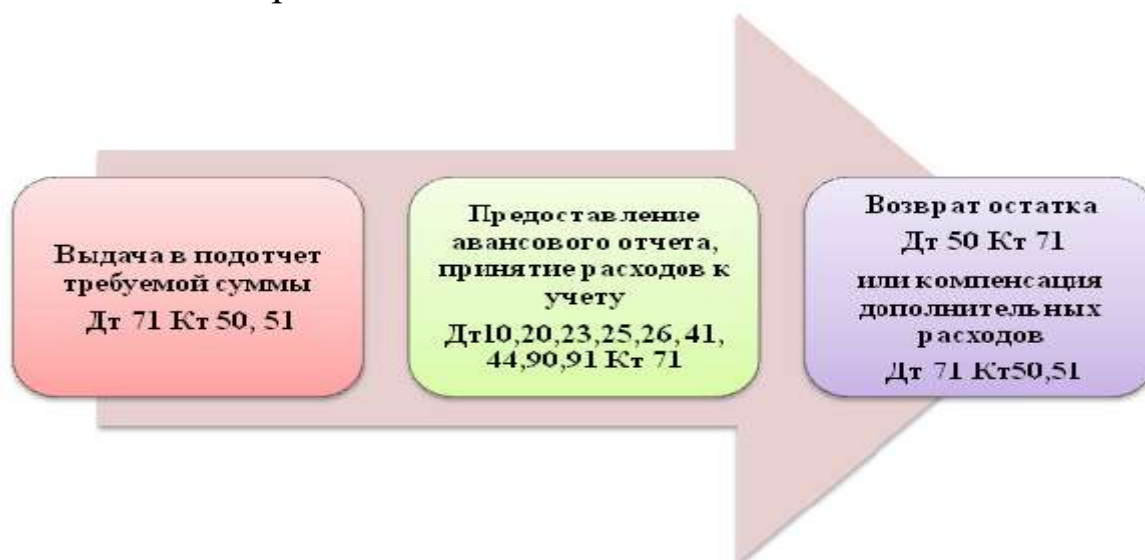 Выдача в подотчет
требуемой суммы
Дт 71 Кт 50, 51
Предоставление
авансового отчета,
принятие расходов к
учету
Дт10,20,23,25,26, 41,
44,90,91 Кт 71
Возврат остатка
Дт 50 Кт 71
или компенсация
дополнительных
расходов
Дт 71 Кт50,51